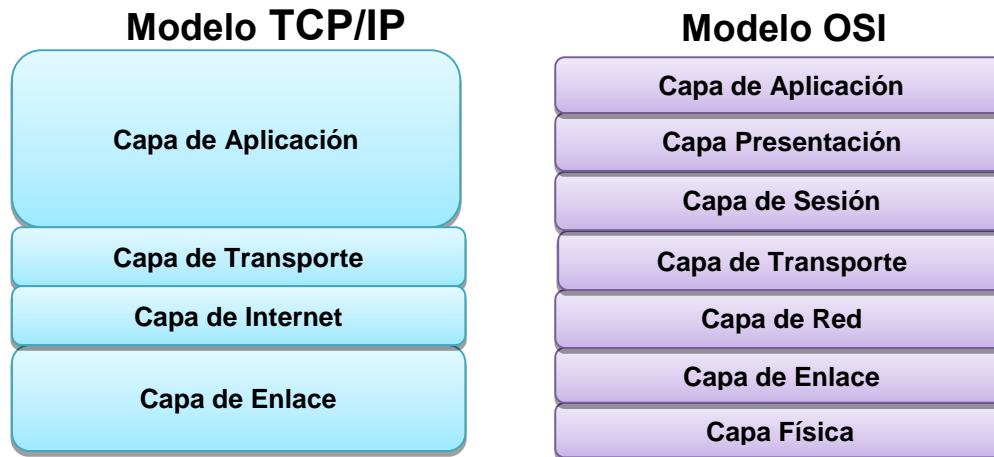 Modelo TCP/IP
Capa de Aplicación
Capa de Transporte
Capa de Internet
Capa de Enlace
Modelo OSI
Capa de Aplicación
Capa Presentación
Capa de Sesión
Capa de Transporte
Capa de Red
Capa de Enlace
Capa Física